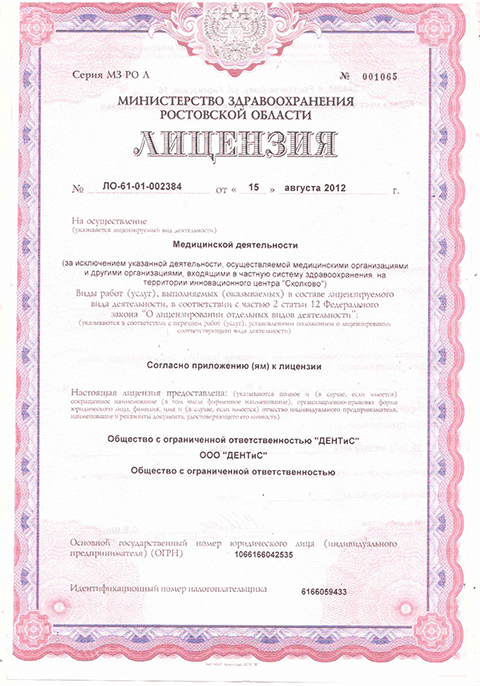 Серия МЗ РО Л № 001065
МИНИСТЕРСТВО ЗДРАВООХРАНЕНИЯ
РОСТОВСКОЙ ОБЛАСТИ
ЛИЦЕНЗИЯ
№ ЛО-61-01-002384 от « 15 » августа 2012 г.
На осуществление
(указывается лицензируемый вид деятельности)
Медицинской деятельности
(за исключением указанной деятельности, осуществляемой медицинскими организациями
и другими организациями, входящими в частную систему здравоохранения, на
территории инновационного центра "Сколково")
Виды работ (услуг), выполняемых (оказываемых) в составе лицензируемого
вида деятельности, в соответствии с частью 2 статьи 12 Федерального
закона "О лицензировании отдельных видов деятельности":
(указываются в соответствии с перечнем работ (услуг), установленным положением о лицензировании
соответствующего вида деятельности)
Согласно приложению (ям) к лицензии
Настоящая лицензия предоставлена: (указываются полное и (в случае, если имеется)
сокращенное наименование (в том числе фирменное наименование), организационно-правовая форма
юридического лица, фамилия, имя и (в случае, если имеется) отчество индивидуального предпринимателя,
наименование и реквизиты документа, удостоверяющего его личность)
Общество с ограниченной ответственностью "ДЕНТиС"
ООО "ДЕНТиС"
Общество с ограниченной ответственностью
Основной государственный номер юридического лица (индивидуального
предпринимателя) (ОГРН) 1066166042535
Идентификационный номер налогоплательщика 6166059433